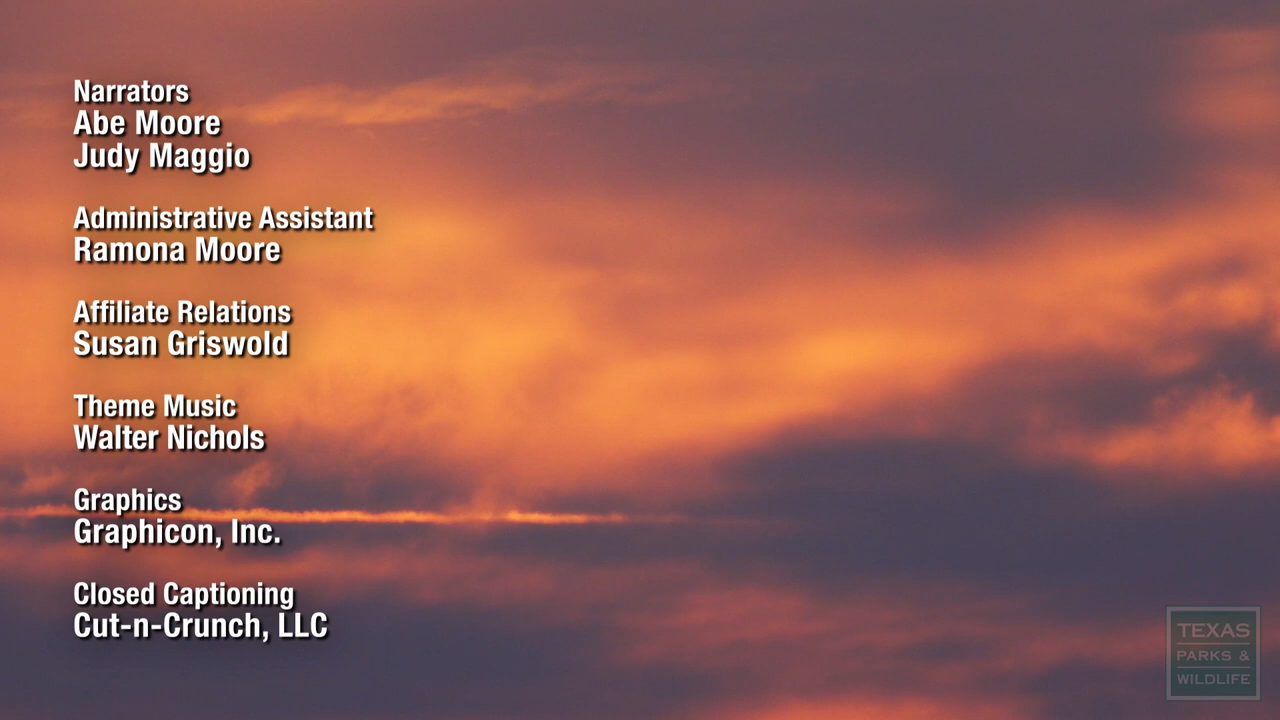 Narrators
Abe Moore
Judy Maggio
Administrative Assistant
Ramona Moore
Affiliate Relations
Susan Griswold
Theme Music
Walter Nichols
Graphics
Graphicon, Inc.
Closed Captioning
Cut-n-Crunch, LLC
TEXAS
PARKS &
WILDLIFE